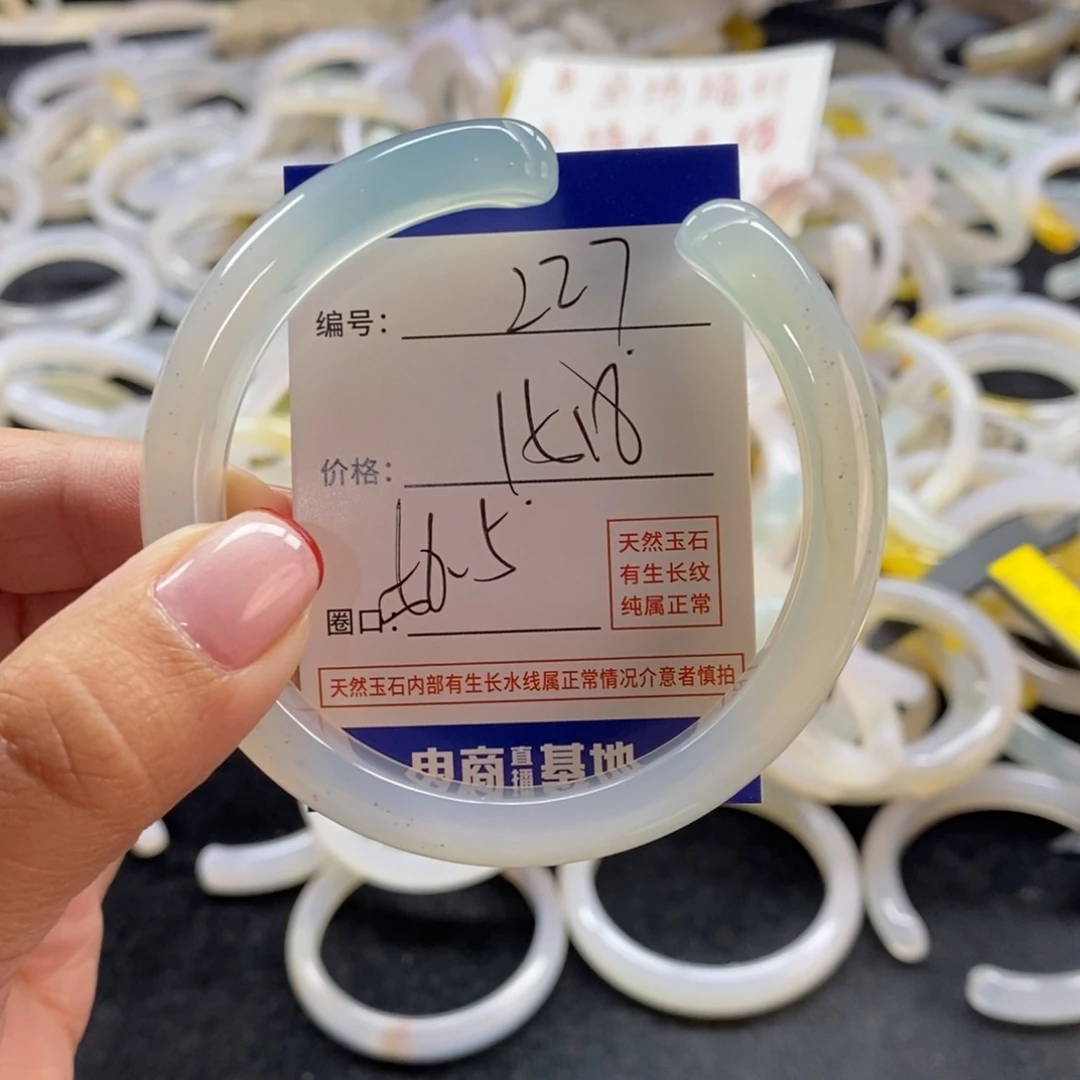 编号: 227
价格:
圈口: 56.5
天然玉石
有生长纹
纯属正常
天然玉石内部有生长水线属正常情况介意者慎拍
电商直播基地